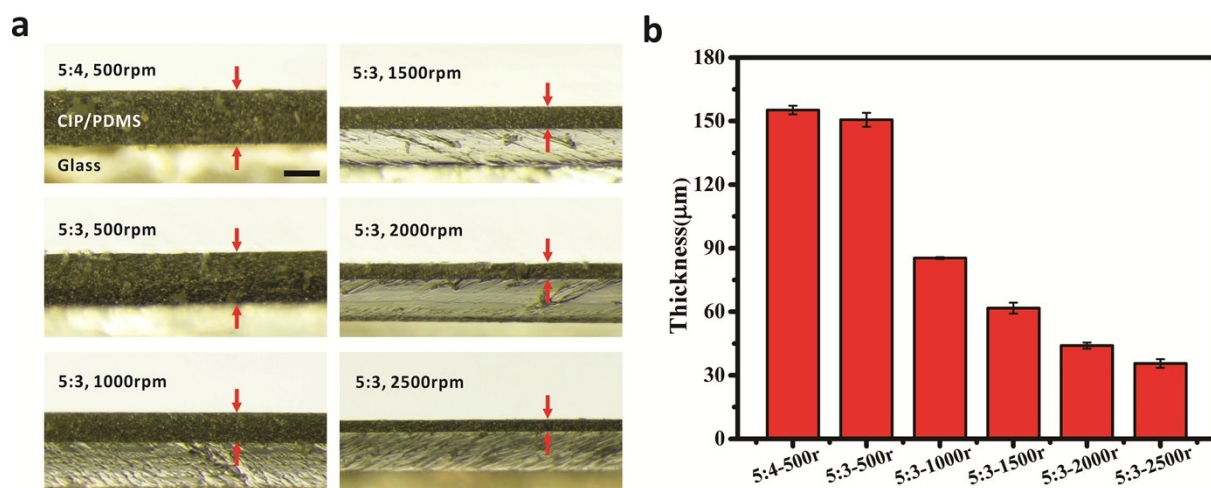 a
5:4, 500rpm
CIP/PDMS
Glass
5:3, 1500rpm
5:3, 500rpm
5:3, 2000rpm
5:3, 1000rpm
5:3, 2500rpm
b
Thickness(μm)
180
150
120
90
60
30
0
5:4-500r
5:3-500r
5:3-1000r
5:3-1500r
5:3-2000r
5:3-2500r